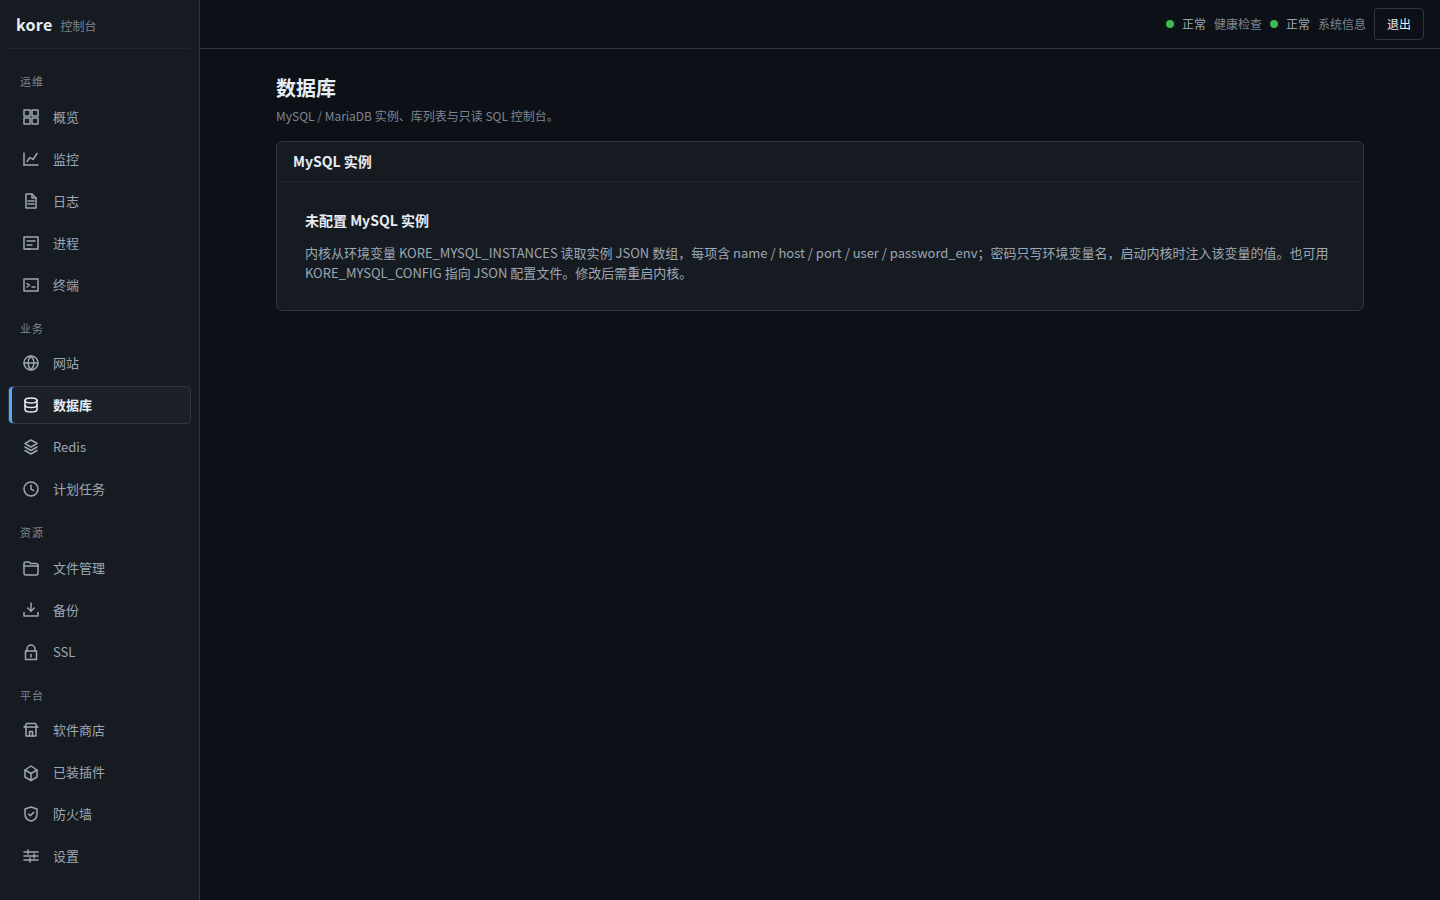 kore 控制台
正常 健康检查 正常 系统信息 退出
运维
概览
监控
日志
进程
终端
业务
网站
数据库
Redis
计划任务
资源
文件管理
备份
SSL
平台
软件商店
已装插件
防火墙
设置
数据库
MySQL / MariaDB 实例、库列表与只读 SQL 控制台。
MySQL 实例
未配置 MySQL 实例
内核从环境变量 KORE_MYSQL_INSTANCES 读取实例 JSON 数组，每项含 name / host / port / user / password_env；密码只写环境变量名，启动内核时注入该变量的值。也可用
KORE_MYSQL_CONFIG 指向 JSON 配置文件。修改后需重启内核。